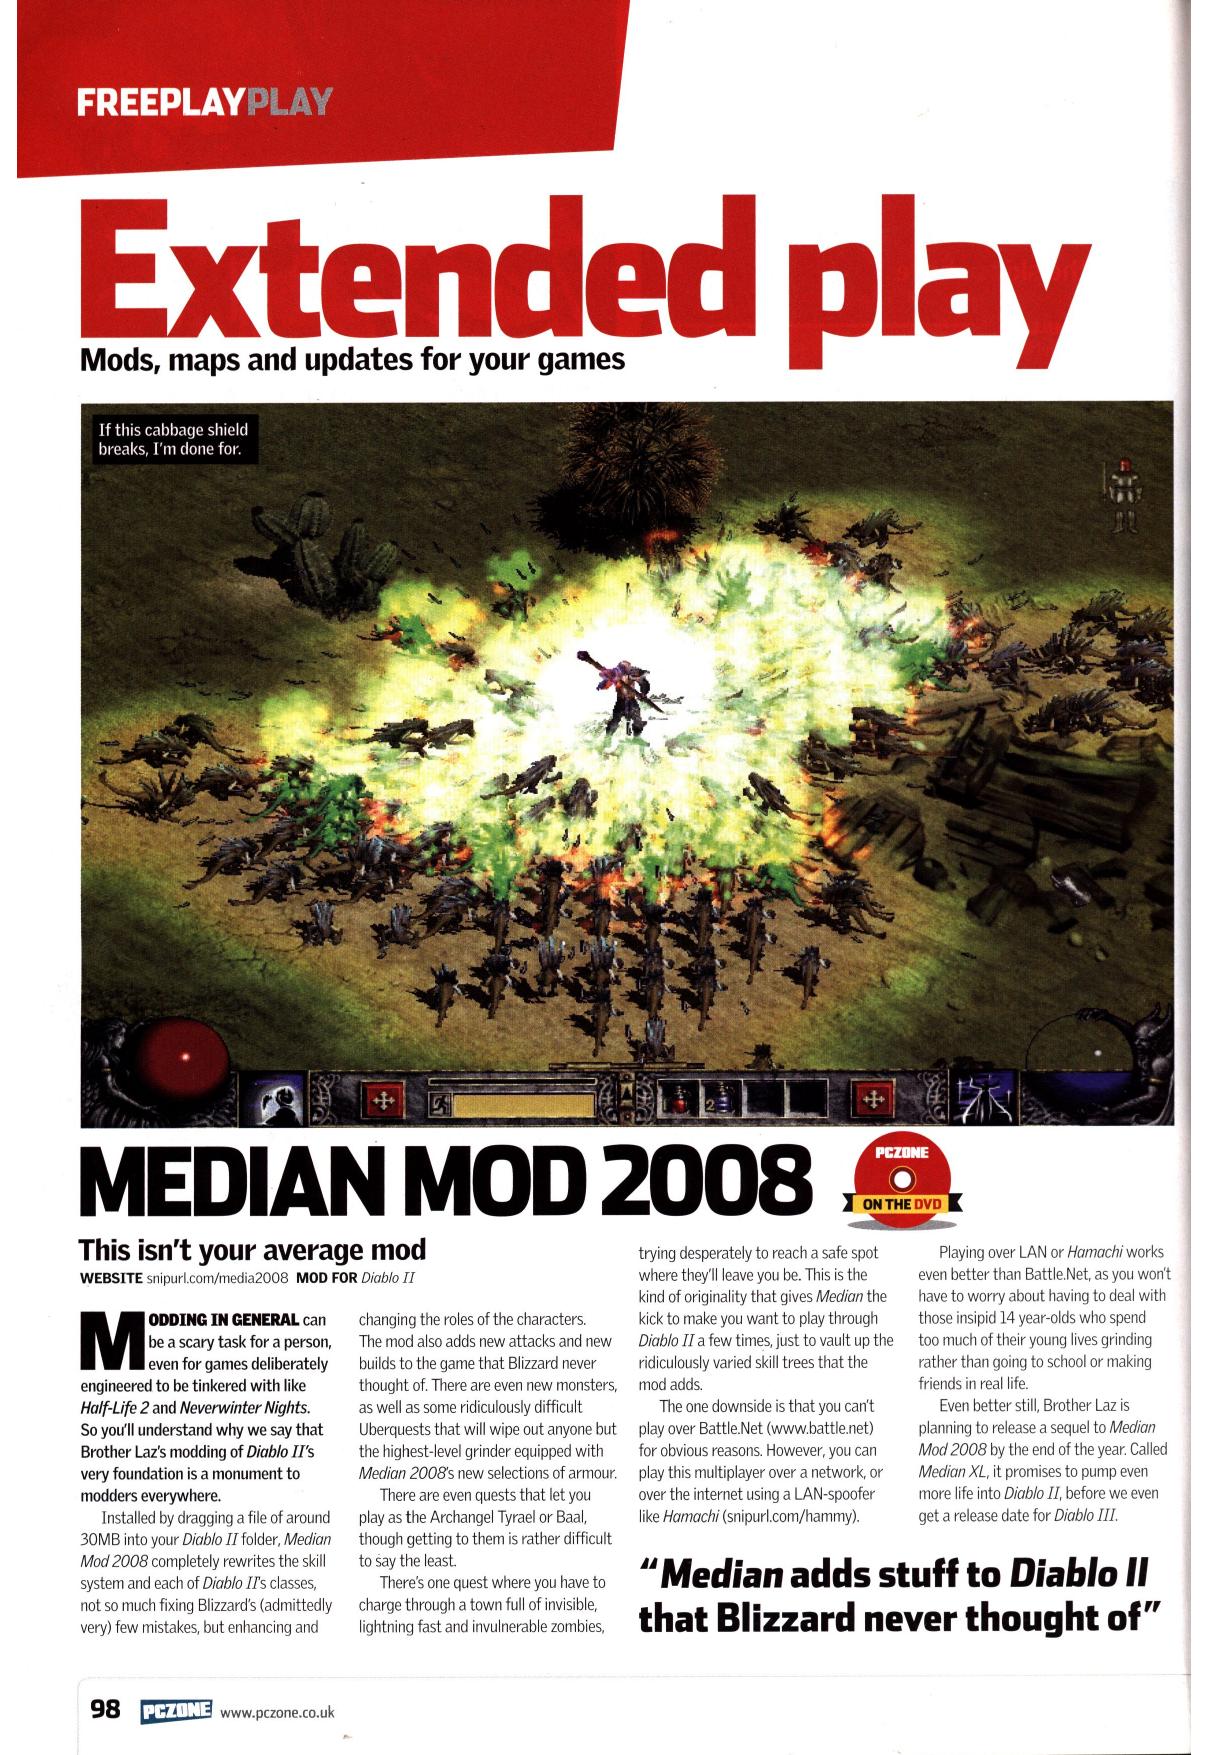 FREEPLAYPLAY
Extended play
Mods, maps and updates for your games
If this cabbage shield
breaks, I'm done for.
MEDIAN MOD 2008
PCZONE
ON THE DVD
This isn't your average mod
WEBSITE snipurl.com/media2008 MOD FOR Diablo II
MODDING IN GENERAL can
be a scary task for a person,
even for games deliberately
engineered to be tinkered with like
Half-Life 2 and Neverwinter Nights.
So you'll understand why we say that
Brother Laz's modding of Diablo II's
very foundation is a monument to
modders everywhere.
Installed by dragging a file of around
30MB into your Diablo II folder, Median
Mod 2008 completely rewrites the skill
system and each of Diablo II's classes,
not so much fixing Blizzard's (admittedly
very) few mistakes, but enhancing and
changing the roles of the characters.
The mod also adds new attacks and new
builds to the game that Blizzard never
thought of. There are even new monsters,
as well as some ridiculously difficult
Uberquests that will wipe out anyone but
the highest-level grinder equipped with
Median 2008's new selections of armour.
There are even quests that let you
play as the Archangel Tyrael or Baal,
though getting to them is rather difficult
to say the least.
There's one quest where you have to
charge through a town full of invisible,
lightning fast and invulnerable zombies,
trying desperately to reach a safe spot
where they'll leave you be. This is the
kind of originality that gives Median the
kick to make you want to play through
Diablo II a few times, just to vault up the
ridiculously varied skill trees that the
mod adds.
The one downside is that you can't
play over Battle.Net (www.battle.net)
for obvious reasons. However, you can
play this multiplayer over a network, or
over the internet using a LAN-spoofer
like Hamachi (snipurl.com/hammy).
Playing over LAN or Hamachi works
even better than Battle.Net, as you won't
have to worry about having to deal with
those insipid 14 year-olds who spend
too much of their young lives grinding
rather than going to school or making
friends in real life.
Even better still, Brother Laz is
planning to release a sequel to Median
Mod 2008 by the end of the year. Called
Median XL, it promises to pump even
more life into Diablo II, before we even
get a release date for Diablo III.
"Median adds stuff to Diablo II
that Blizzard never thought of"
98 PCZONE www.pczone.co.uk